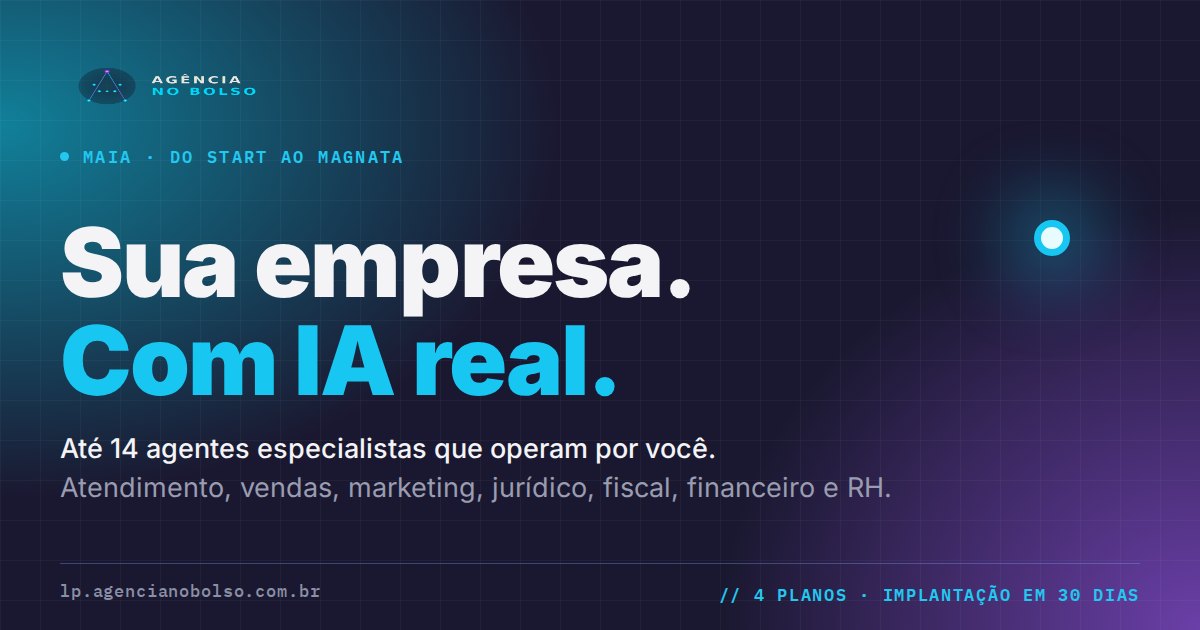 AGÊNCIA
NO BOLSO
MAIA · DO START AO MAGNATA
Sua empresa.
Com IA real.
Até 14 agentes especialistas que operam por você.
Atendimento, vendas, marketing, jurídico, fiscal, financeiro e RH.
lp.agencianobolso.com.br
// 4 PLANOS · IMPLANTAÇÃO EM 30 DIAS